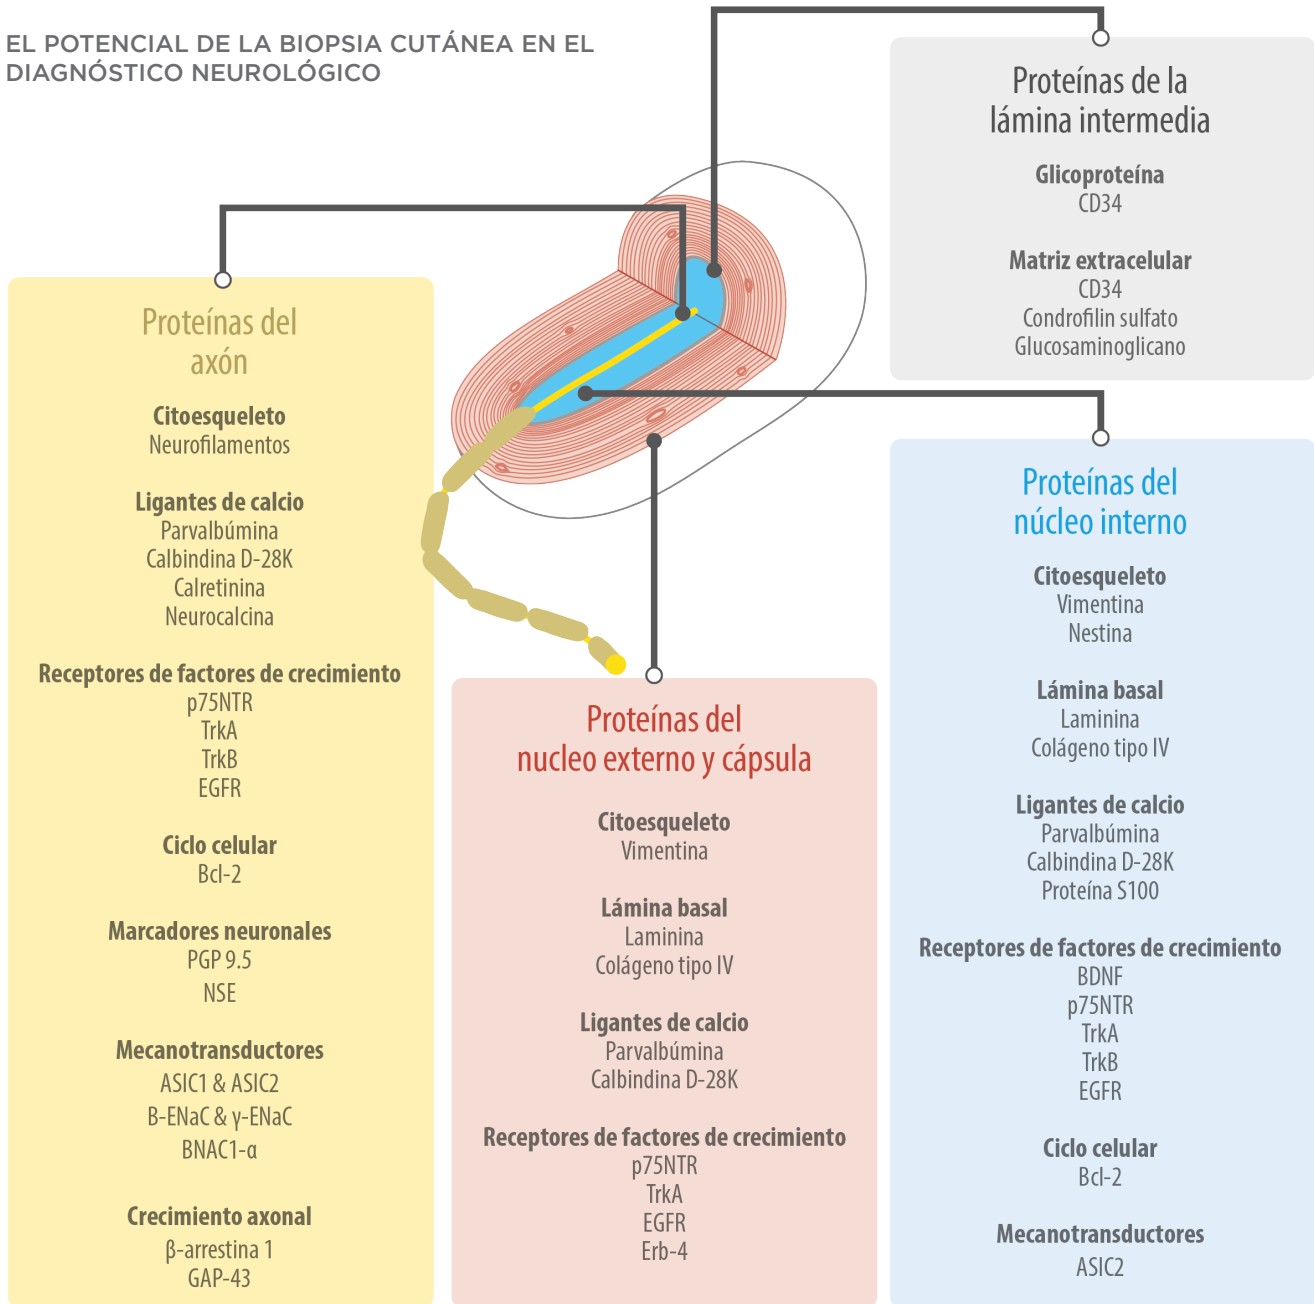 EL POTENCIAL DE LA BIOPSIA CUTÁNEA EN EL
DIAGNÓSTICO NEUROLÓGICO
Proteínas de la
lámina intermedia
Glicoproteína
CD34
Matriz extracelular
CD34
Condrofilin sulfato
Glucosaminoglicano
Proteínas del
axón
Citoesqueleto
Neurofilamentos
Ligantes de calcio
Parvalbúmina
Calbindina D-28K
Calretinina
Neurocalcina
Receptores de factores de crecimiento
p75NTR
TrkA
TrkB
EGFR
Ciclo celular
Bcl-2
Marcadores neuronales
PGP 9.5
NSE
Mecanotransductores
ASIC1 & ASIC2
B-ENaC & γ-ENaC
BNAC1-α
Crecimiento axonal
β-arrestina 1
GAP-43
Proteínas del
nucleo externo y cápsula
Citoesqueleto
Vimentina
Lámina basal
Laminina
Colágeno tipo IV
Ligantes de calcio
Parvalbúmina
Calbindina D-28K
Receptores de factores de crecimiento
p75NTR
TrkA
EGFR
Erb-4
Proteínas del
núcleo interno
Citoesqueleto
Vimentina
Nestina
Lámina basal
Laminina
Colágeno tipo IV
Ligantes de calcio
Parvalbúmina
Calbindina D-28K
Proteína S100
Receptores de factores de crecimiento
BDNF
p75NTR
TrkA
TrkB
EGFR
Ciclo celular
Bcl-2
Mecanotransductores
ASIC2